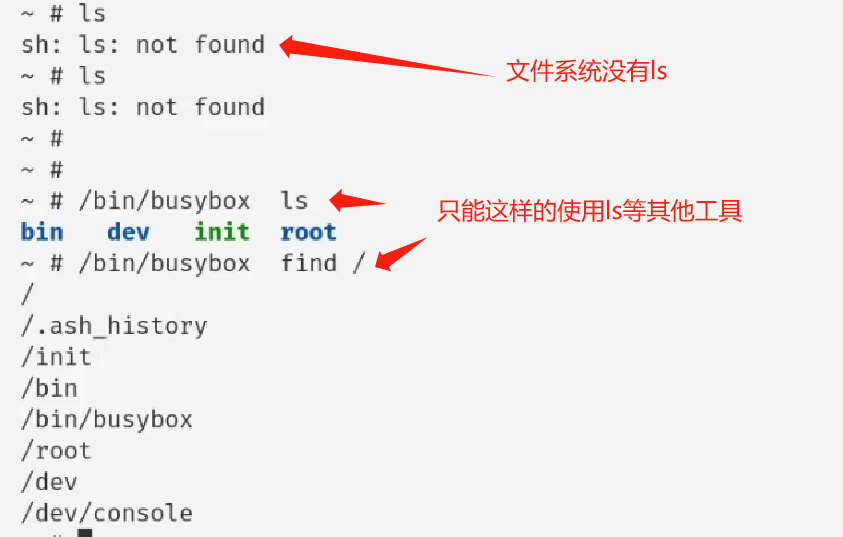 ~ # ls
sh: ls: not found
文件系统没有ls
~ # ls
sh: ls: not found
~ #
~ #
~ # /bin/busybox  ls
只能这样的使用ls等其他工具
bin   dev   init  root
~ # /bin/busybox  find /
/
/.ash_history
/init
/bin
/bin/busybox
/root
/dev
/dev/console
~ #